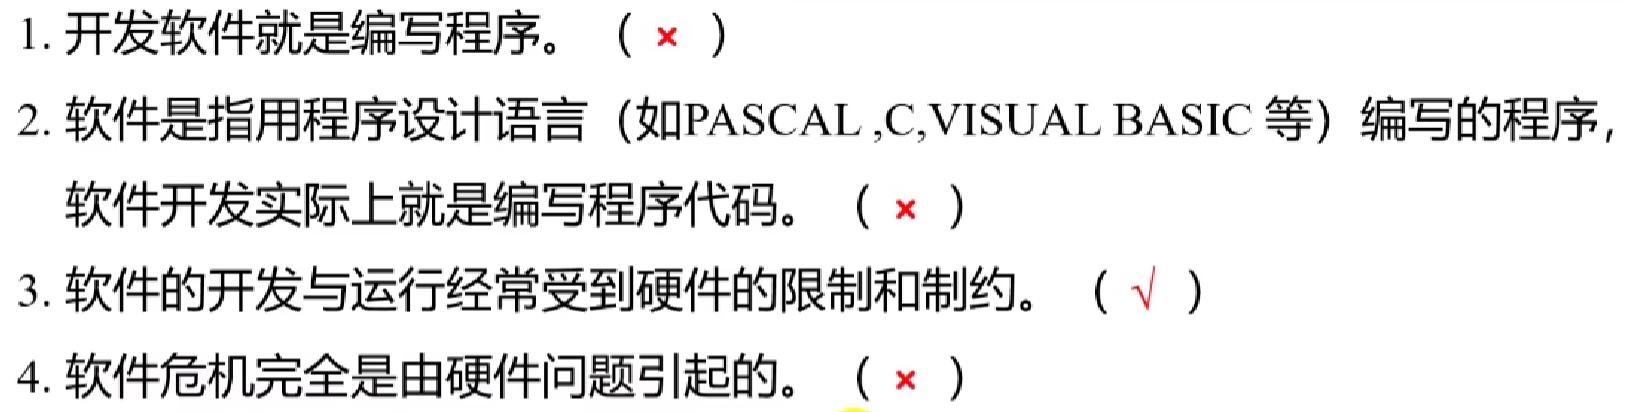 1. 开发软件就是编写程序。（ × ）
2. 软件是指用程序设计语言（如PASCAL ,C,VISUAL BASIC 等）编写的程序,
软件开发实际上就是编写程序代码。（ × ）
3. 软件的开发与运行经常受到硬件的限制和制约。（ √ ）
4. 软件危机完全是由硬件问题引起的。（ × ）